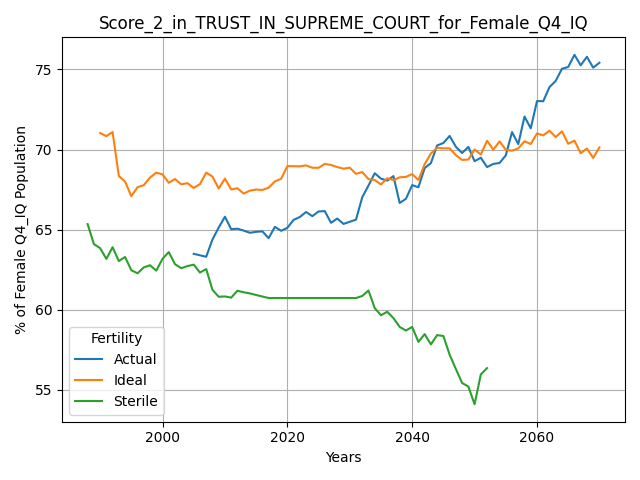 Score_2_in_TRUST_IN_SUPREME_COURT_for_Female_Q4_IQ
% of Female Q4_IQ Population
75
70
65
60
55
Fertility
Actual
Ideal
Sterile
2000
2020
2040
2060
Years